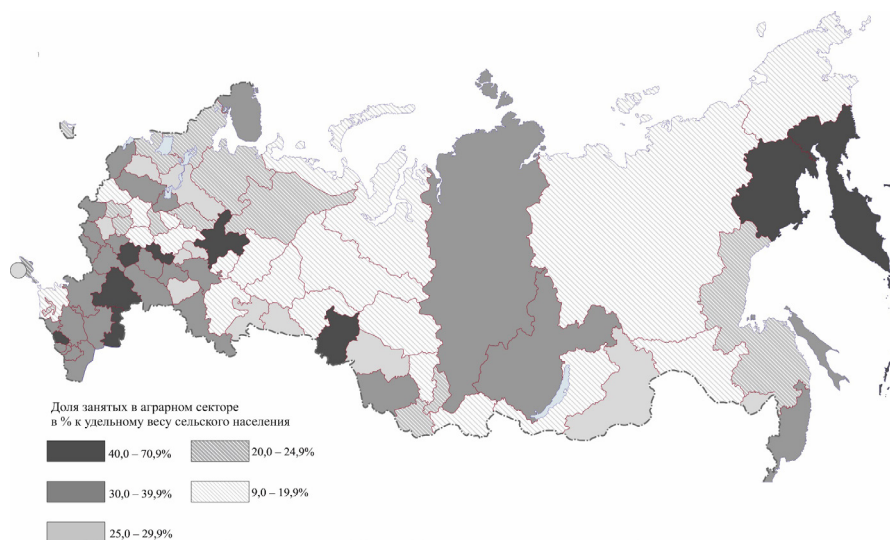 Доля занятых в аграрном секторе
в % к удельному весу сельского населения
40,0 – 70,9%
20,0 – 24,9%
30,0 – 39,9%
9,0 – 19,9%
25,0 – 29,9%